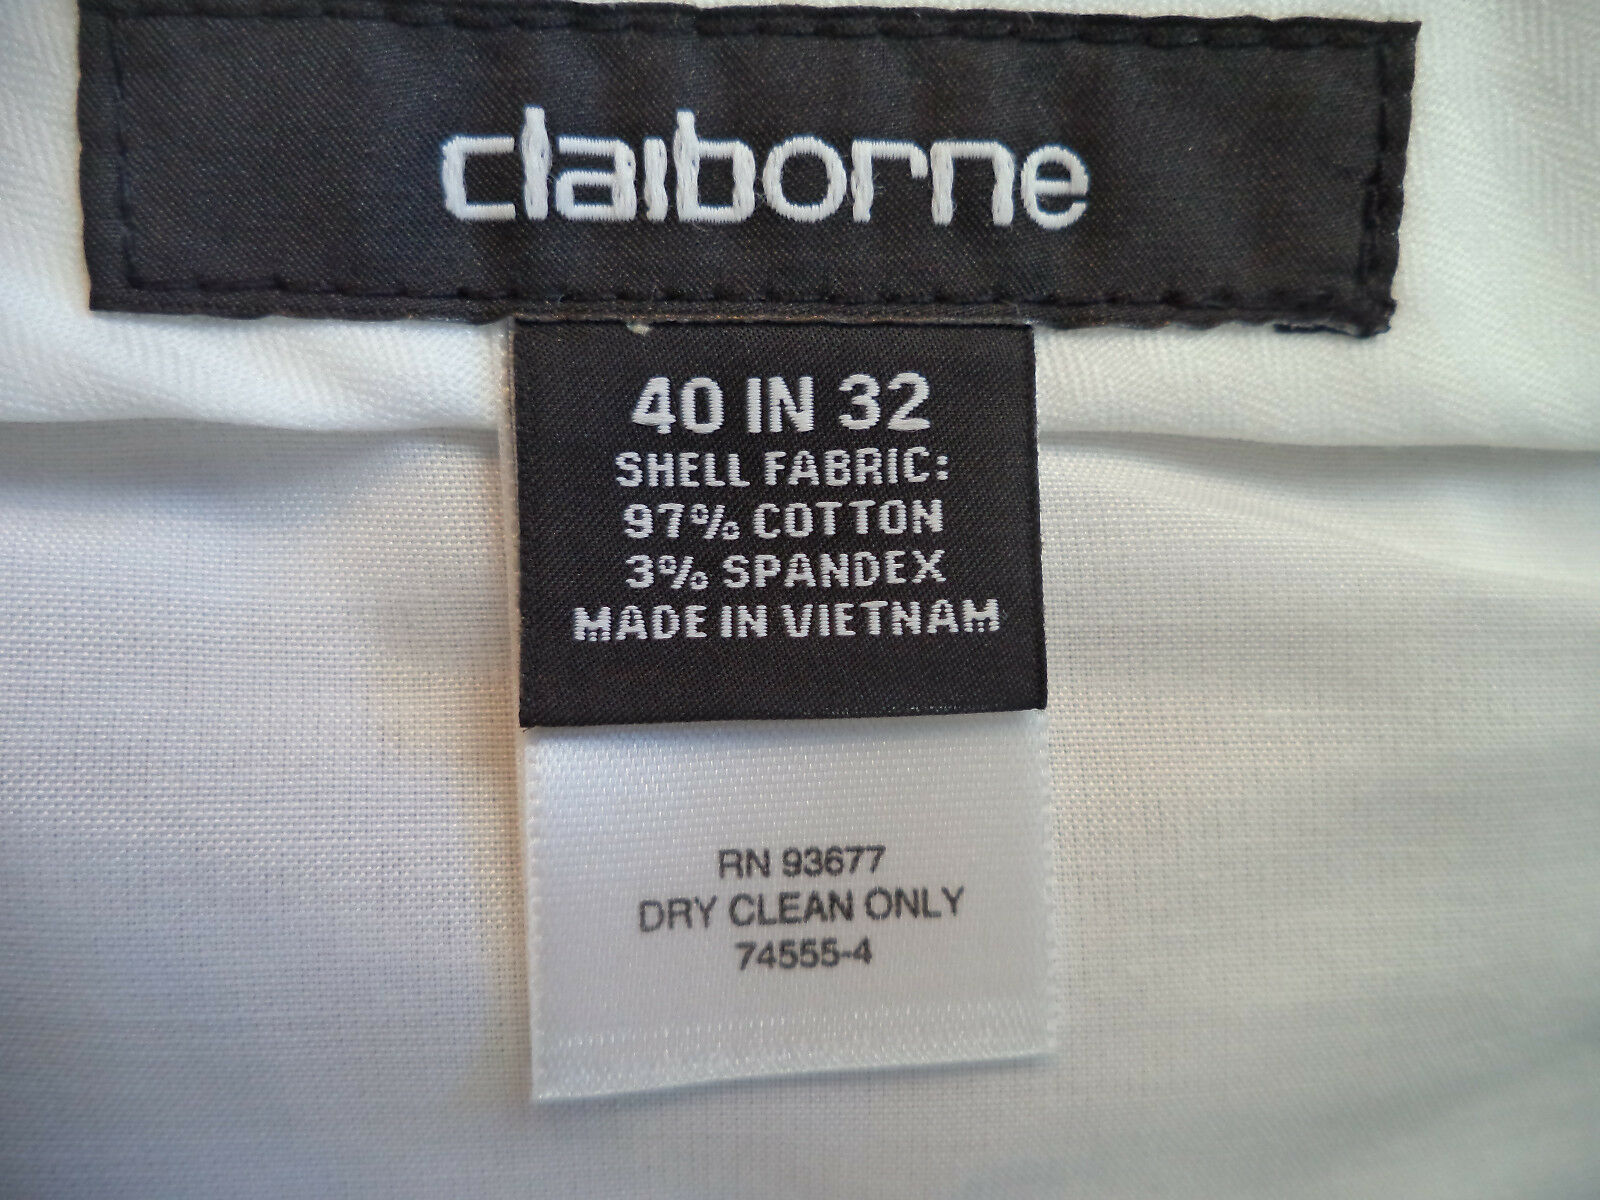 claiborne
40 IN 32
SHELL FABRIC:
97% COTTON
3% SPANDEX
MADE IN VIETNAM
RN 93677
DRY CLEAN ONLY
74555-4